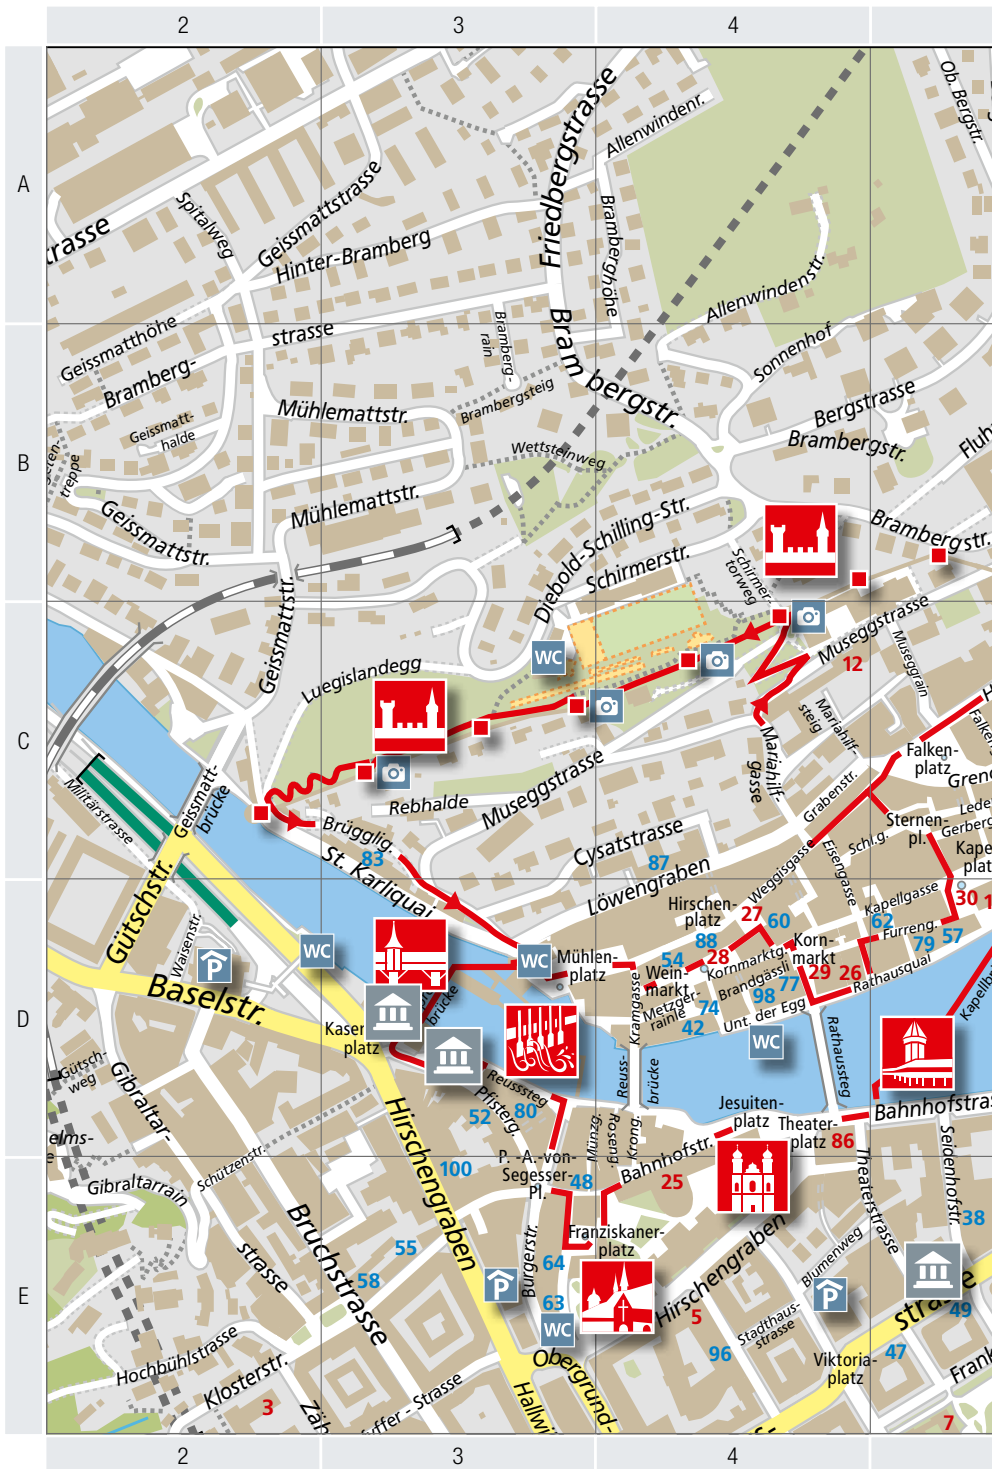 2
3
4
A
B
C
D
E
2
3
4
trasse
Spitalweg
Geissmattstrasse
Hinter-Bramberg
Friedbergstrasse
Allenwindenr.
Ob. Bergstr.
Bramberghöhe
Allenwindenstr.
Geissmatthöhe
Bramberg-
strasse
Bramberg-
rain
Brambergstr.
Sonnenhof
Bergstrasse
Brambergstr.
Mühlemattstr.
Brambergsteig
Geissmatt-
halde
Wettsteinweg
treppe
Geissmattstr.
Mühlemattstr.
Diebold-Schilling-Str.
Schirmerstr.
Schirmer-
torweg
Brambergstr.
Geissmattstr.
Luegislandegg
WC
Museggstrasse
12
Museggrain
Mariahilf-
steig
Mariahilf-
gasse
Falken-
platz
Museggstrasse
Rebhalde
Militärstrasse
Geissmatt-
brücke
Brügglig.
83
St. Karliquai
Cysatstrasse
87
Löwengraben
Grabenstr.
Schl.g.
Sternen-
pl.
Eisengasse
Weggisgasse
Gütschstr.
Waisenstr.
P
WC
WC
Baselstr.
Mühlen-
platz
Hirschen-
platz
27
60
88
54
28
Kornmarktg.
Korn-
markt
Wein-
markt
Metzger-
rainle
74
42
Brandgässli
98
77
29
26
Unt. der Egg
WC
Kapellgasse
62
Furreng.
79
57
30
Rathausquai
Rathaussteg
Kramgasse
Reuss-
brücke
brücke
platz
Gütsch-
weg
Gibraltar-
strasse
Reusssteg
Pfisterg.
52
80
Hirschengraben
100
P. -A.-von-
Segesser-
Pl.
48
Münzg.
Roseng.
Krong.
Bahnhofstr.
25
Jesuiten-
platz
Theater-
platz
86
Theaterstrasse
Seidenhofstr.
38
Gibraltarrain
Schützenstr.
Bruchstrasse
55
58
Franziskaner-
platz
64
63
Burgerstr.
P
WC
Hirschengraben
5
96
Stadthaus-
strasse
Blumenweg
P
strasse
49
47
Viktoria-
platz
Hochbühlstrasse
Klosterstr.
3
Obergrund-
7